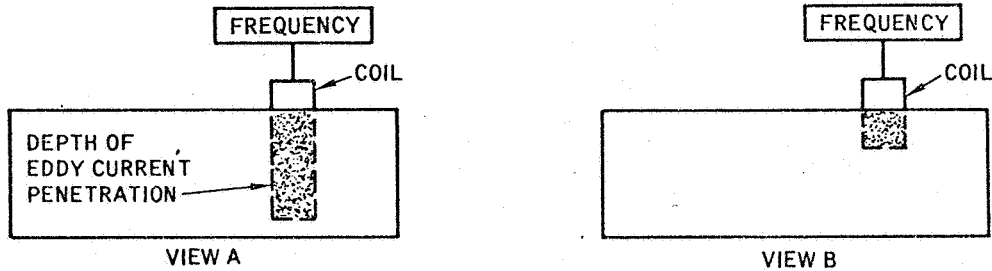 FREQUENCY
COIL
DEPTH OF
EDDY CURRENT
PENETRATION
VIEW A
FREQUENCY
COIL
VIEW B